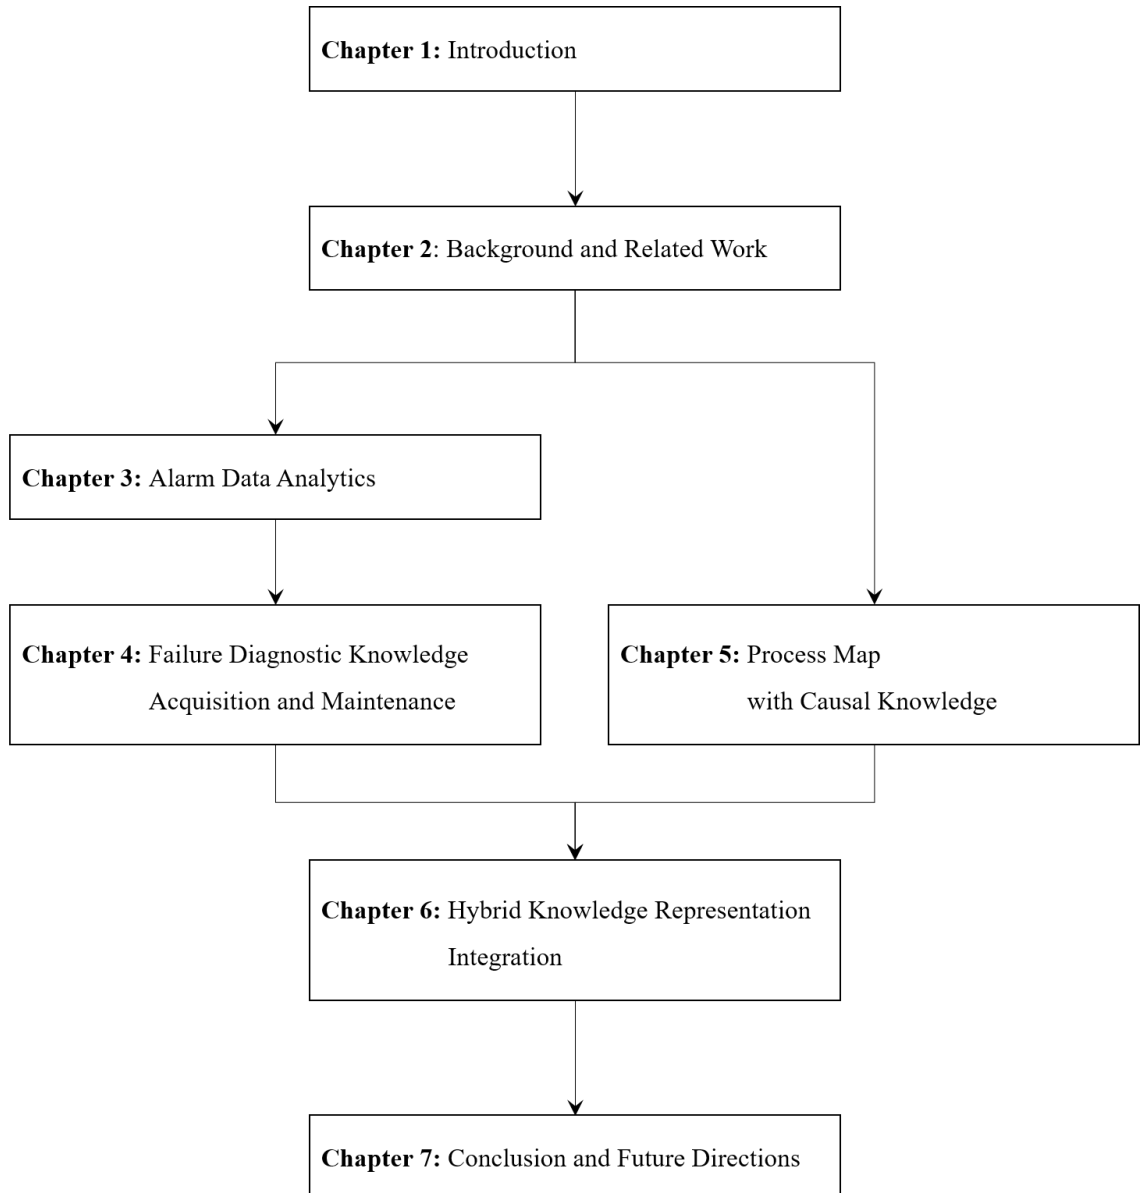 Chapter 1: Introduction
Chapter 2: Background and Related Work
Chapter 3: Alarm Data Analytics
Chapter 4: Failure Diagnostic Knowledge
Acquisition and Maintenance
Chapter 5: Process Map
with Causal Knowledge
Chapter 6: Hybrid Knowledge Representation
Integration
Chapter 7: Conclusion and Future Directions